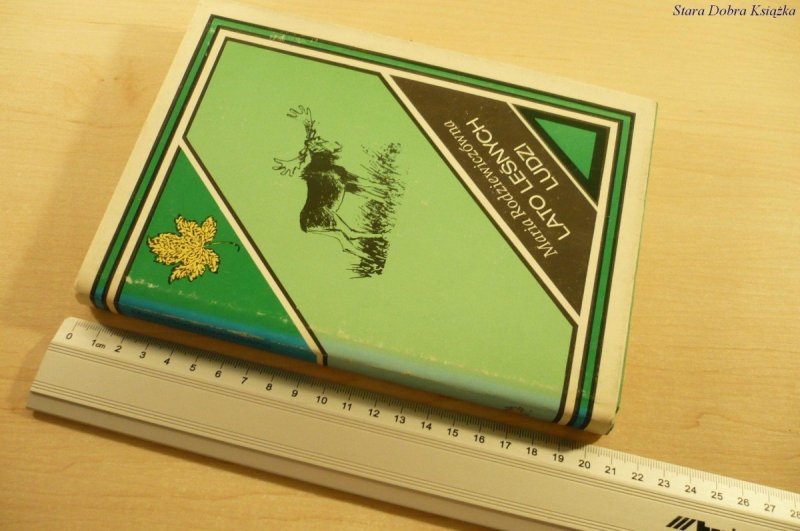 Stara Dobra Książka
Maria Rodziewiczówna
LATO LEŚNYCH
LUDZI
0 1cm 2 3 4 5 6 7 8 9 10 11 12 13 14 15 16 17 18 19 20 21 22 23 24 25 26 27 28